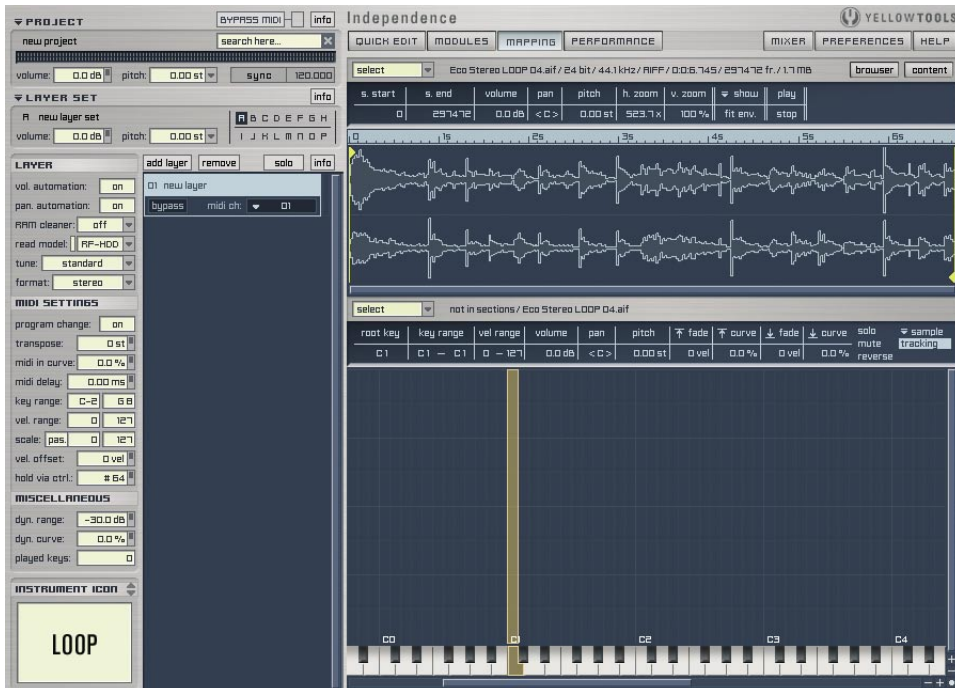 PROJECT BYPASS MIDI info
new project search here...
volume: 0.0 dB pitch: 0.00 st sync 120.000
LAYER SET info
A new layer set A B C D E F G H
volume: 0.0 dB pitch: 0.00 st I J K L M N O P
LAYER add layer remove solo info
vol. automation: on
pan. automation: on
RAM cleaner: off
read model: RF-HDD
tune: standard
format: stereo
01 new layer
bypass midi ch: 01
MIDI SETTINGS
program change: on
transpose: 0 st
midi in curve: 0.0 %
midi delay: 0.00 ms
key range: C-2 G8
vel. range: 0 127
scale: pas. 0 127
vel. offset: 0 vel
hold via ctrl.: # 64
MISCELLANEOUS
dyn. range: -30.0 dB
dyn. curve: 0.0 %
played keys: 0
INSTRUMENT ICON
LOOP
Independence YELLOWTOOLS
QUICK EDIT MODULES MAPPING PERFORMANCE MIXER PREFERENCES HELP
select Eco Stereo LOOP 04.aif / 24 bit / 44.1 kHz / AIFF / 0:0:6.745 / 297472 fr. / 1.7 MB browser content
s. start s. end volume pan pitch h. zoom v. zoom show play
0 297472 0.0 dB < C > 0.00 st 523.7 x 100 % fit env. stop
0 1s 2s 3s 4s 5s 6s
select not in sections / Eco Stereo LOOP 04.aif
root key key range vel range volume pan pitch fade curve fade curve solo sample
C1 C1 — C1 0 — 127 0.0 dB < C > 0.00 st 0 vel 0.0 % 0 vel 0.0 % mute tracking
reverse
C0 C1 C2 C3 C4